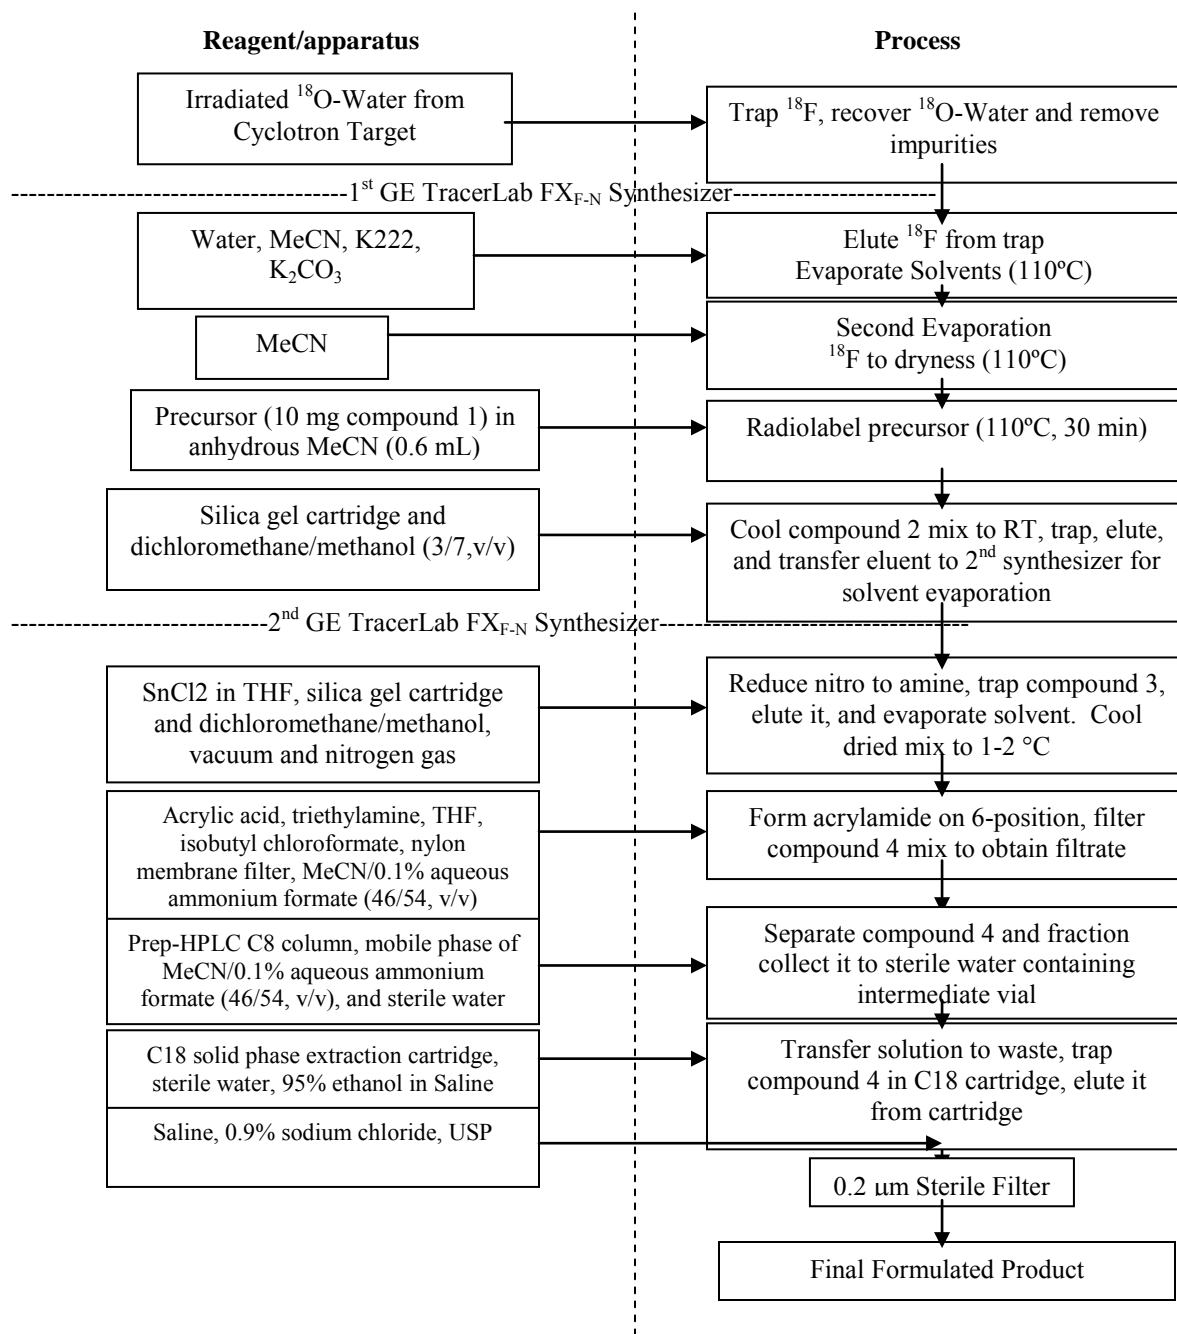 Reagent/apparatus
Process
Irradiated ¹⁸O-Water from
Cyclotron Target
Trap ¹⁸F, recover ¹⁸O-Water and remove
impurities
1ˢᵗ GE TracerLab FX_F-N Synthesizer
Water, MeCN, K222,
K₂CO₃
Elute ¹⁸F from trap
Evaporate Solvents (110ºC)
MeCN
Second Evaporation
¹⁸F to dryness (110ºC)
Precursor (10 mg compound 1) in
anhydrous MeCN (0.6 mL)
Radiolabel precursor (110ºC, 30 min)
Silica gel cartridge and
dichloromethane/methanol (3/7,v/v)
Cool compound 2 mix to RT, trap, elute,
and transfer eluent to 2ⁿᵈ synthesizer for
solvent evaporation
2ⁿᵈ GE TracerLab FX_F-N Synthesizer
SnCl2 in THF, silica gel cartridge
and dichloromethane/methanol,
vacuum and nitrogen gas
Reduce nitro to amine, trap compound 3,
elute it, and evaporate solvent. Cool
dried mix to 1-2 °C
Acrylic acid, triethylamine, THF,
isobutyl chloroformate, nylon
membrane filter, MeCN/0.1% aqueous
ammonium formate (46/54, v/v)
Form acrylamide on 6-position, filter
compound 4 mix to obtain filtrate
Prep-HPLC C8 column, mobile phase of
MeCN/0.1% aqueous ammonium
formate (46/54, v/v), and sterile water
Separate compound 4 and fraction
collect it to sterile water containing
intermediate vial
C18 solid phase extraction cartridge,
sterile water, 95% ethanol in Saline
Transfer solution to waste, trap
compound 4 in C18 cartridge, elute it
from cartridge
Saline, 0.9% sodium chloride, USP
0.2 µm Sterile Filter
Final Formulated Product